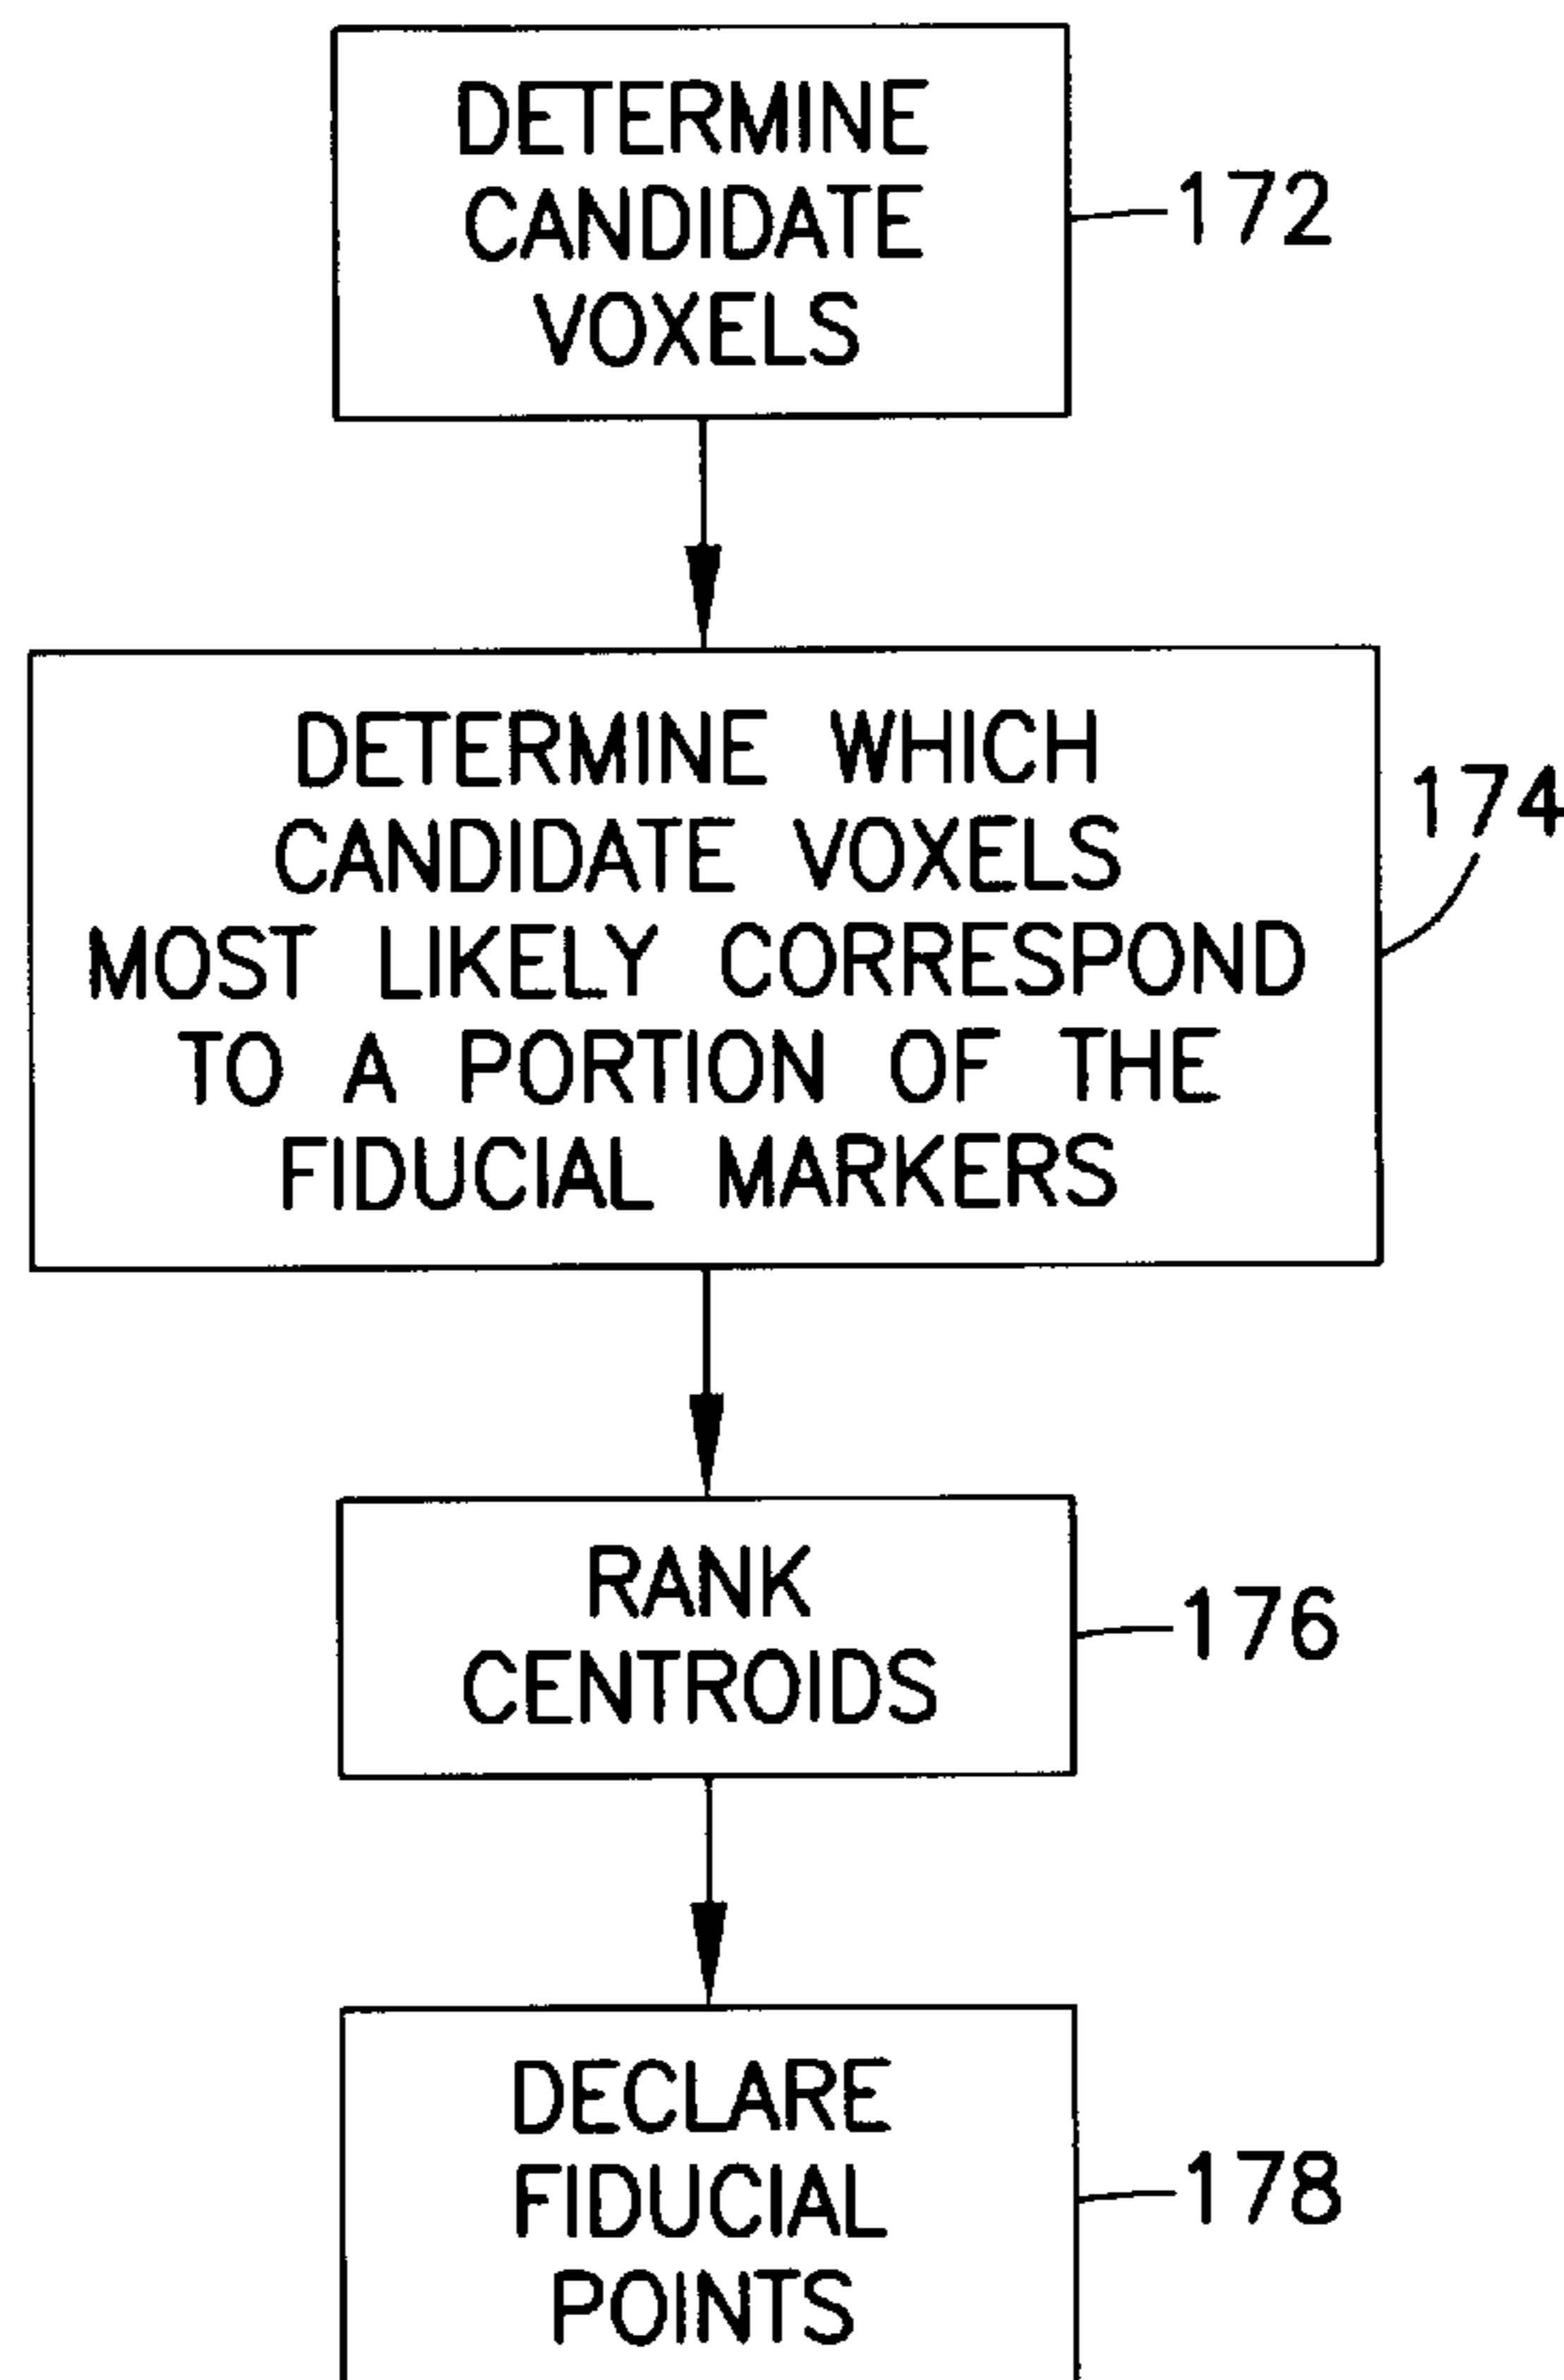 DETERMINE
CANDIDATE
VOXELS
172
DETERMINE WHICH
CANDIDATE VOXELS
MOST LIKELY CORRESPOND
TO A PORTION OF THE
FIDUCIAL MARKERS
174
RANK
CENTROIDS
176
DECLARE
FIDUCIAL
POINTS
178